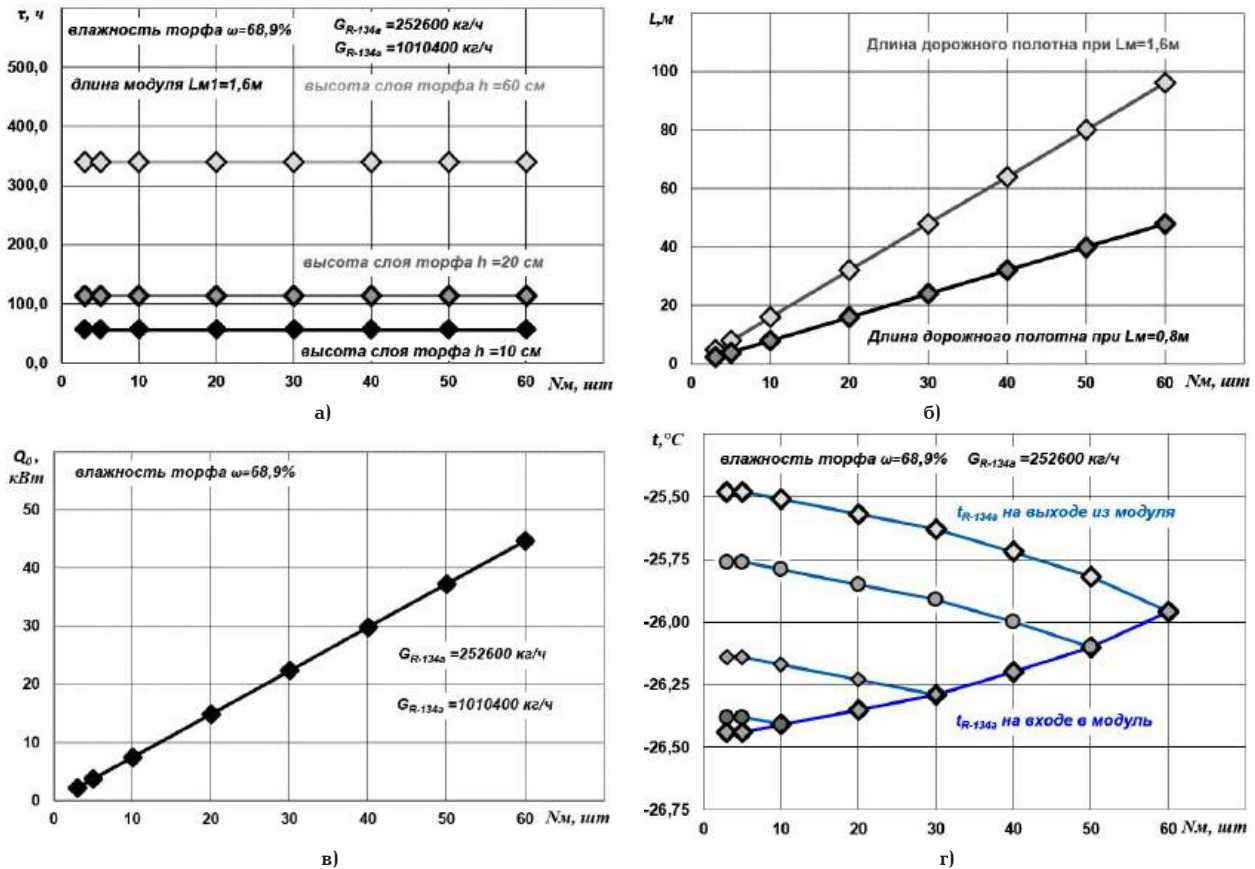 τ, ч
влажность торфа ω=68,9%
G R-134a =252600 кг/ч
G R-134a =1010400 кг/ч
500,0
длина модуля Lм1=1,6м
высота слоя торфа h =60 см
400,0
300,0
200,0
высота слоя торфа h =20 см
100,0
высота слоя торфа h =10 см
0,0
0 10 20 30 40 50 60 Nм, шт
а)
L,м
Длина дорожного полотна при Lм=1,6м
100
80
60
40
20
Длина дорожного полотна при Lм=0,8м
0
0 10 20 30 40 50 60 Nм, шт
б)
Q0,
кВт
влажность торфа ω=68,9%
50
40
30
G R-134a =252600 кг/ч
20
G R-134a =1010400 кг/ч
10
0
0 10 20 30 40 50 60 Nм, шт
в)
t,°C
влажность торфа ω=68,9% G R-134a =252600 кг/ч
-25,50
t R-134a на выходе из модуля
-25,75
-26,00
-26,25
t R-134a на входе в модуль
-26,50
-26,75
0 10 20 30 40 50 60 Nм, шт
г)